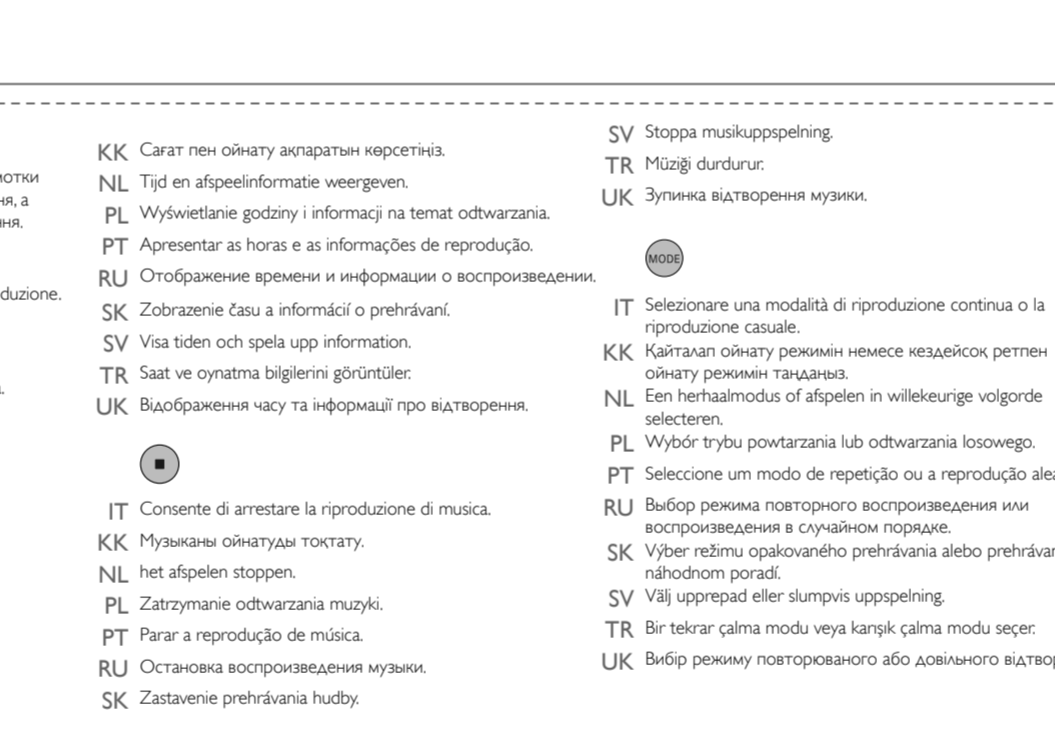 ня, а
ння.
duzione.
KK Сағат пен ойнату ақпаратын көрсетіңіз.
NL Tijd en afspeelinformatie weergeven.
PL Wyświetlanie godziny i informacji na temat odtwarzania.
PT Apresentar as horas e as informações de reprodução.
RU Отображение времени и информации о воспроизведении.
SK Zobrazenie času a informácií o prehrávaní.
SV Visa tiden och spela upp information.
TR Saat ve oynatma bilgilerini görüntüler.
UK Відображення часу та інформації про відтворення.
IT Consente di arrestare la riproduzione di musica.
KK Музыканы ойнатуды тоқтату.
NL het afspelen stoppen.
PL Zatrzymanie odtwarzania muzyki.
PT Parar a reprodução de música.
RU Остановка воспроизведения музыки.
SK Zastavenie prehrávania hudby.
SV Stoppa musikuppspelning.
TR Müziği durdurur.
UK Зупинка відтворення музики.
MODE
IT Selezionare una modalità di riproduzione continua o la
riproduzione casuale.
KK Қайталап ойнату режимін немесе кездейсоқ ретпен
ойнату режимін таңдаңыз.
NL Een herhaalmodus of afspelen in willekeurige volgorde
selecteren.
PL Wybór trybu powtarzania lub odtwarzania losowego.
PT Seleccione um modo de repetição ou a reprodução
RU Выбор режима повторного воспроизведения или
воспроизведения в случайном порядке.
SK Výber režimu opakovaného prehrávania alebo
náhodnom poradí.
SV Välj upprepad eller slumpvis uppspelning.
TR Bir tekrar çalma modu veya karışık çalma modu seçer.
UK Вибір режиму повторюваного або довільного